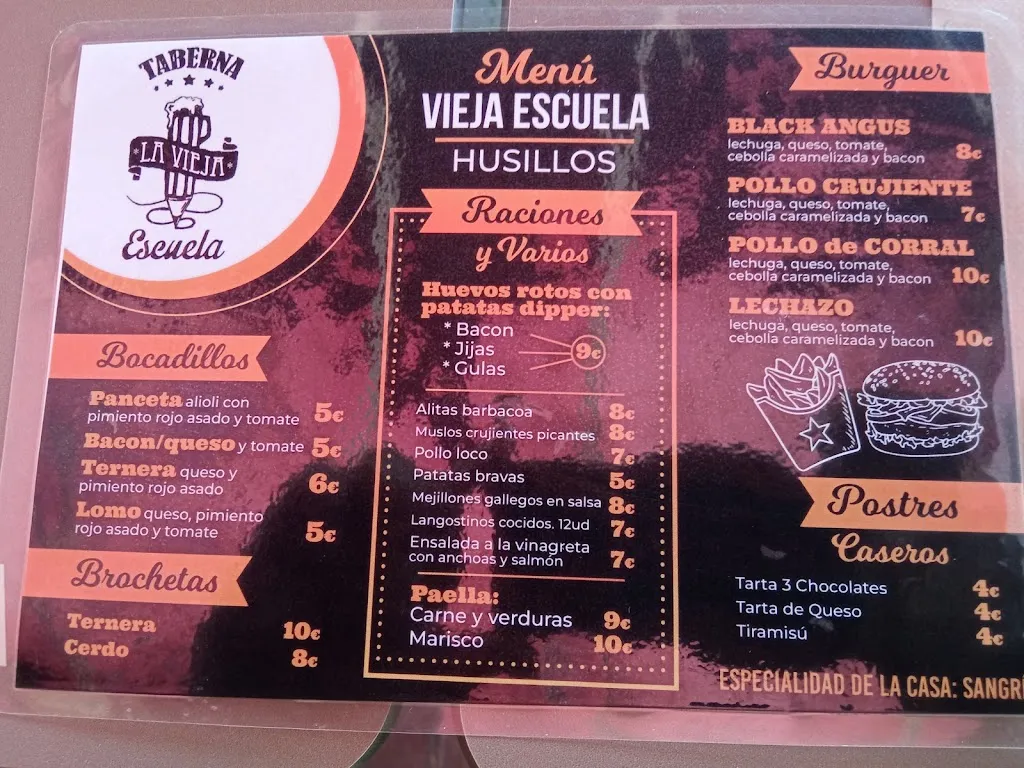 TABERNA
LA VIEJA
Escuela
Menú
VIEJA ESCUELA
HUSILLOS
Bocadillos
Panceta alioli con
pimiento rojo asado y tomate 5€
Bacon/queso y tomate 5€
Ternera queso y
pimiento rojo asado 6€
Lomo queso, pimiento
rojo asado y tomate 5€
Brochetas
Ternera 10€
Cerdo 8€
Raciones
y Varios
Huevos rotos con
patatas dipper:
* Bacon
* Jijas 9€
* Gulas
Alitas barbacoa 8€
Muslos crujientes picantes 8€
Pollo loco 7€
Patatas bravas 5€
Mejillones gallegos en salsa 8€
Langostinos cocidos. 12ud 7€
Ensalada a la vinagreta
con anchoas y salmón 7€
Paella:
Carne y verduras 9€
Marisco 10€
Burguer
BLACK ANGUS
lechuga, queso, tomate,
cebolla caramelizada y bacon 8€
POLLO CRUJIENTE
lechuga, queso, tomate,
cebolla caramelizada y bacon 7€
POLLO de CORRAL
lechuga, queso, tomate,
cebolla caramelizada y bacon 10€
LECHAZO
lechuga, queso, tomate,
cebolla caramelizada y bacon 10€
Postres
Caseros
Tarta 3 Chocolates 4€
Tarta de Queso 4€
Tiramisú 4€
ESPECIALIDAD DE LA CASA: SANGRÍ